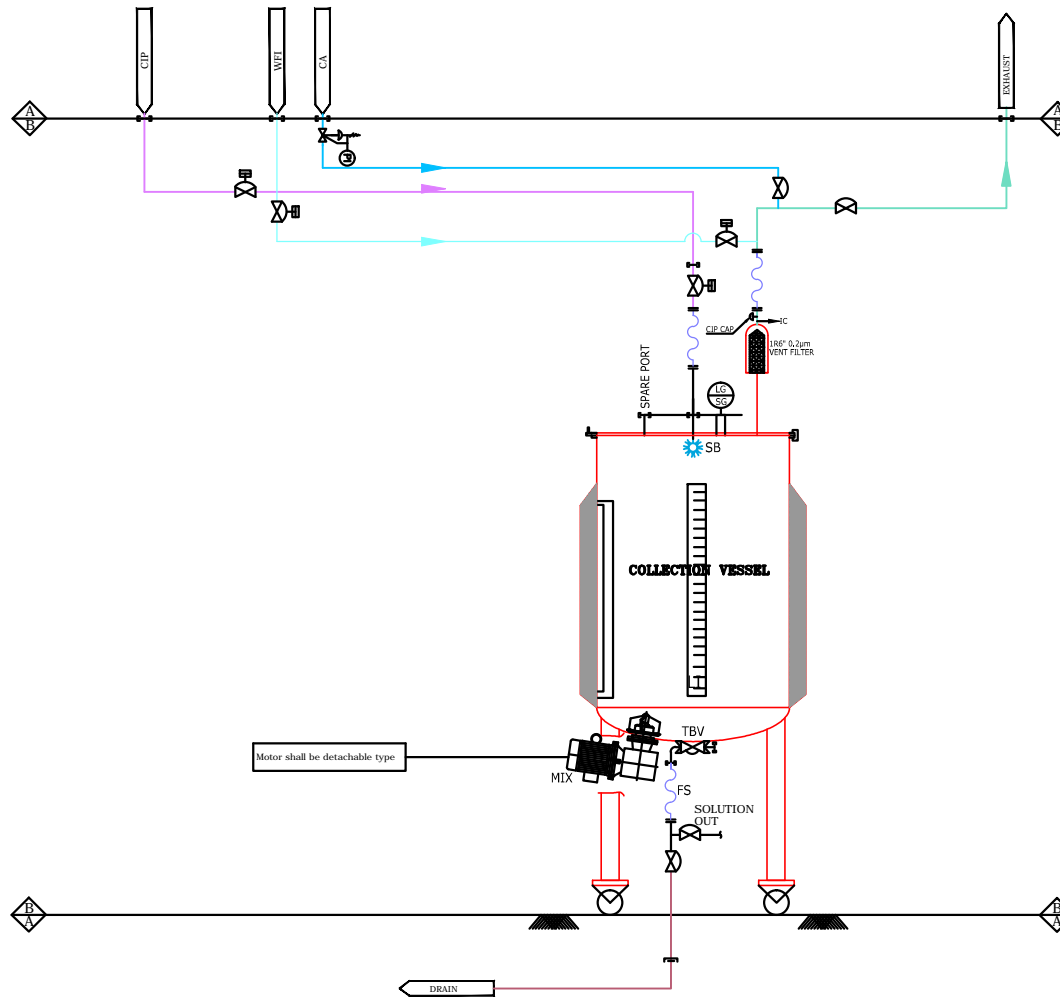 CIP
WFI
CA
EXHAUST
A
B
A
B
CIP CAP
IC
1R6" 0.2µm
VENT FILTER
SPARE PORT
LG
SG
SB
COLLECTION VESSEL
LT
TBV
Motor shall be detachable type
MIX
FS
SOLUTION
OUT
B
A
B
A
DRAIN